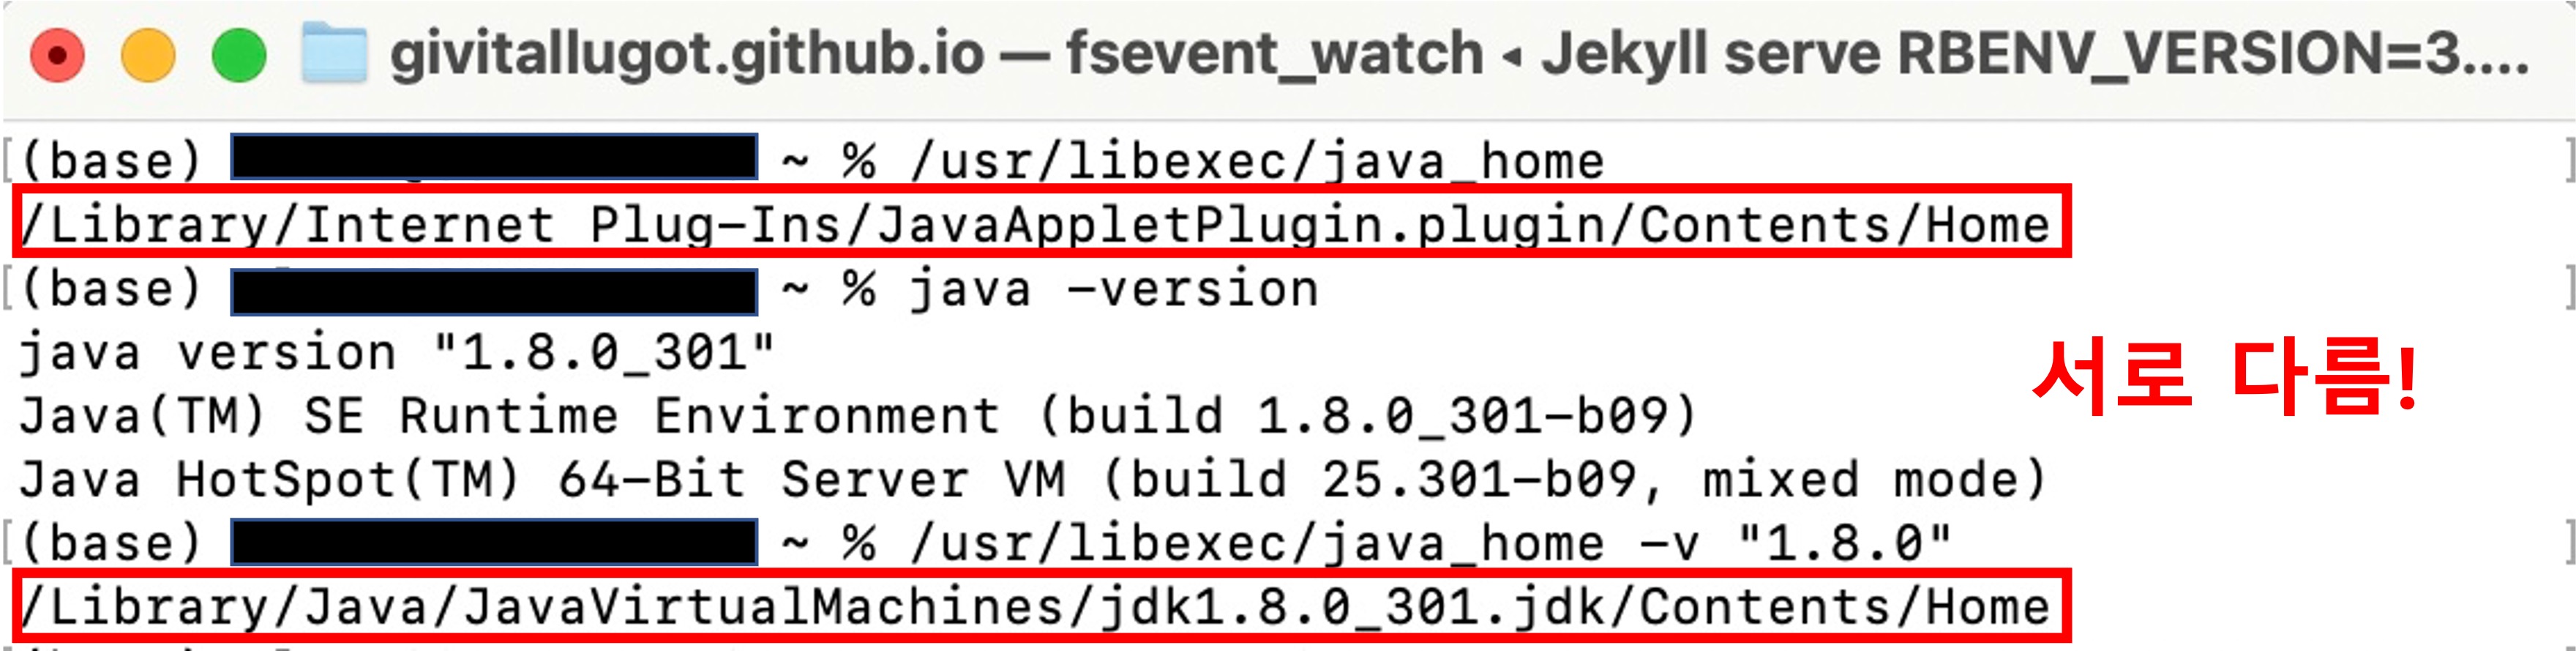 givitallugot.github.io — fsevent_watch ◂ Jekyll serve RBENV_VERSION=3....
(base) ~ % /usr/libexec/java_home
/Library/Internet Plug-Ins/JavaAppletPlugin.plugin/Contents/Home
(base) ~ % java -version
java version "1.8.0_301"
서로 다름!
Java(TM) SE Runtime Environment (build 1.8.0_301-b09)
Java HotSpot(TM) 64-Bit Server VM (build 25.301-b09, mixed mode)
(base) ~ % /usr/libexec/java_home -v "1.8.0"
/Library/Java/JavaVirtualMachines/jdk1.8.0_301.jdk/Contents/Home